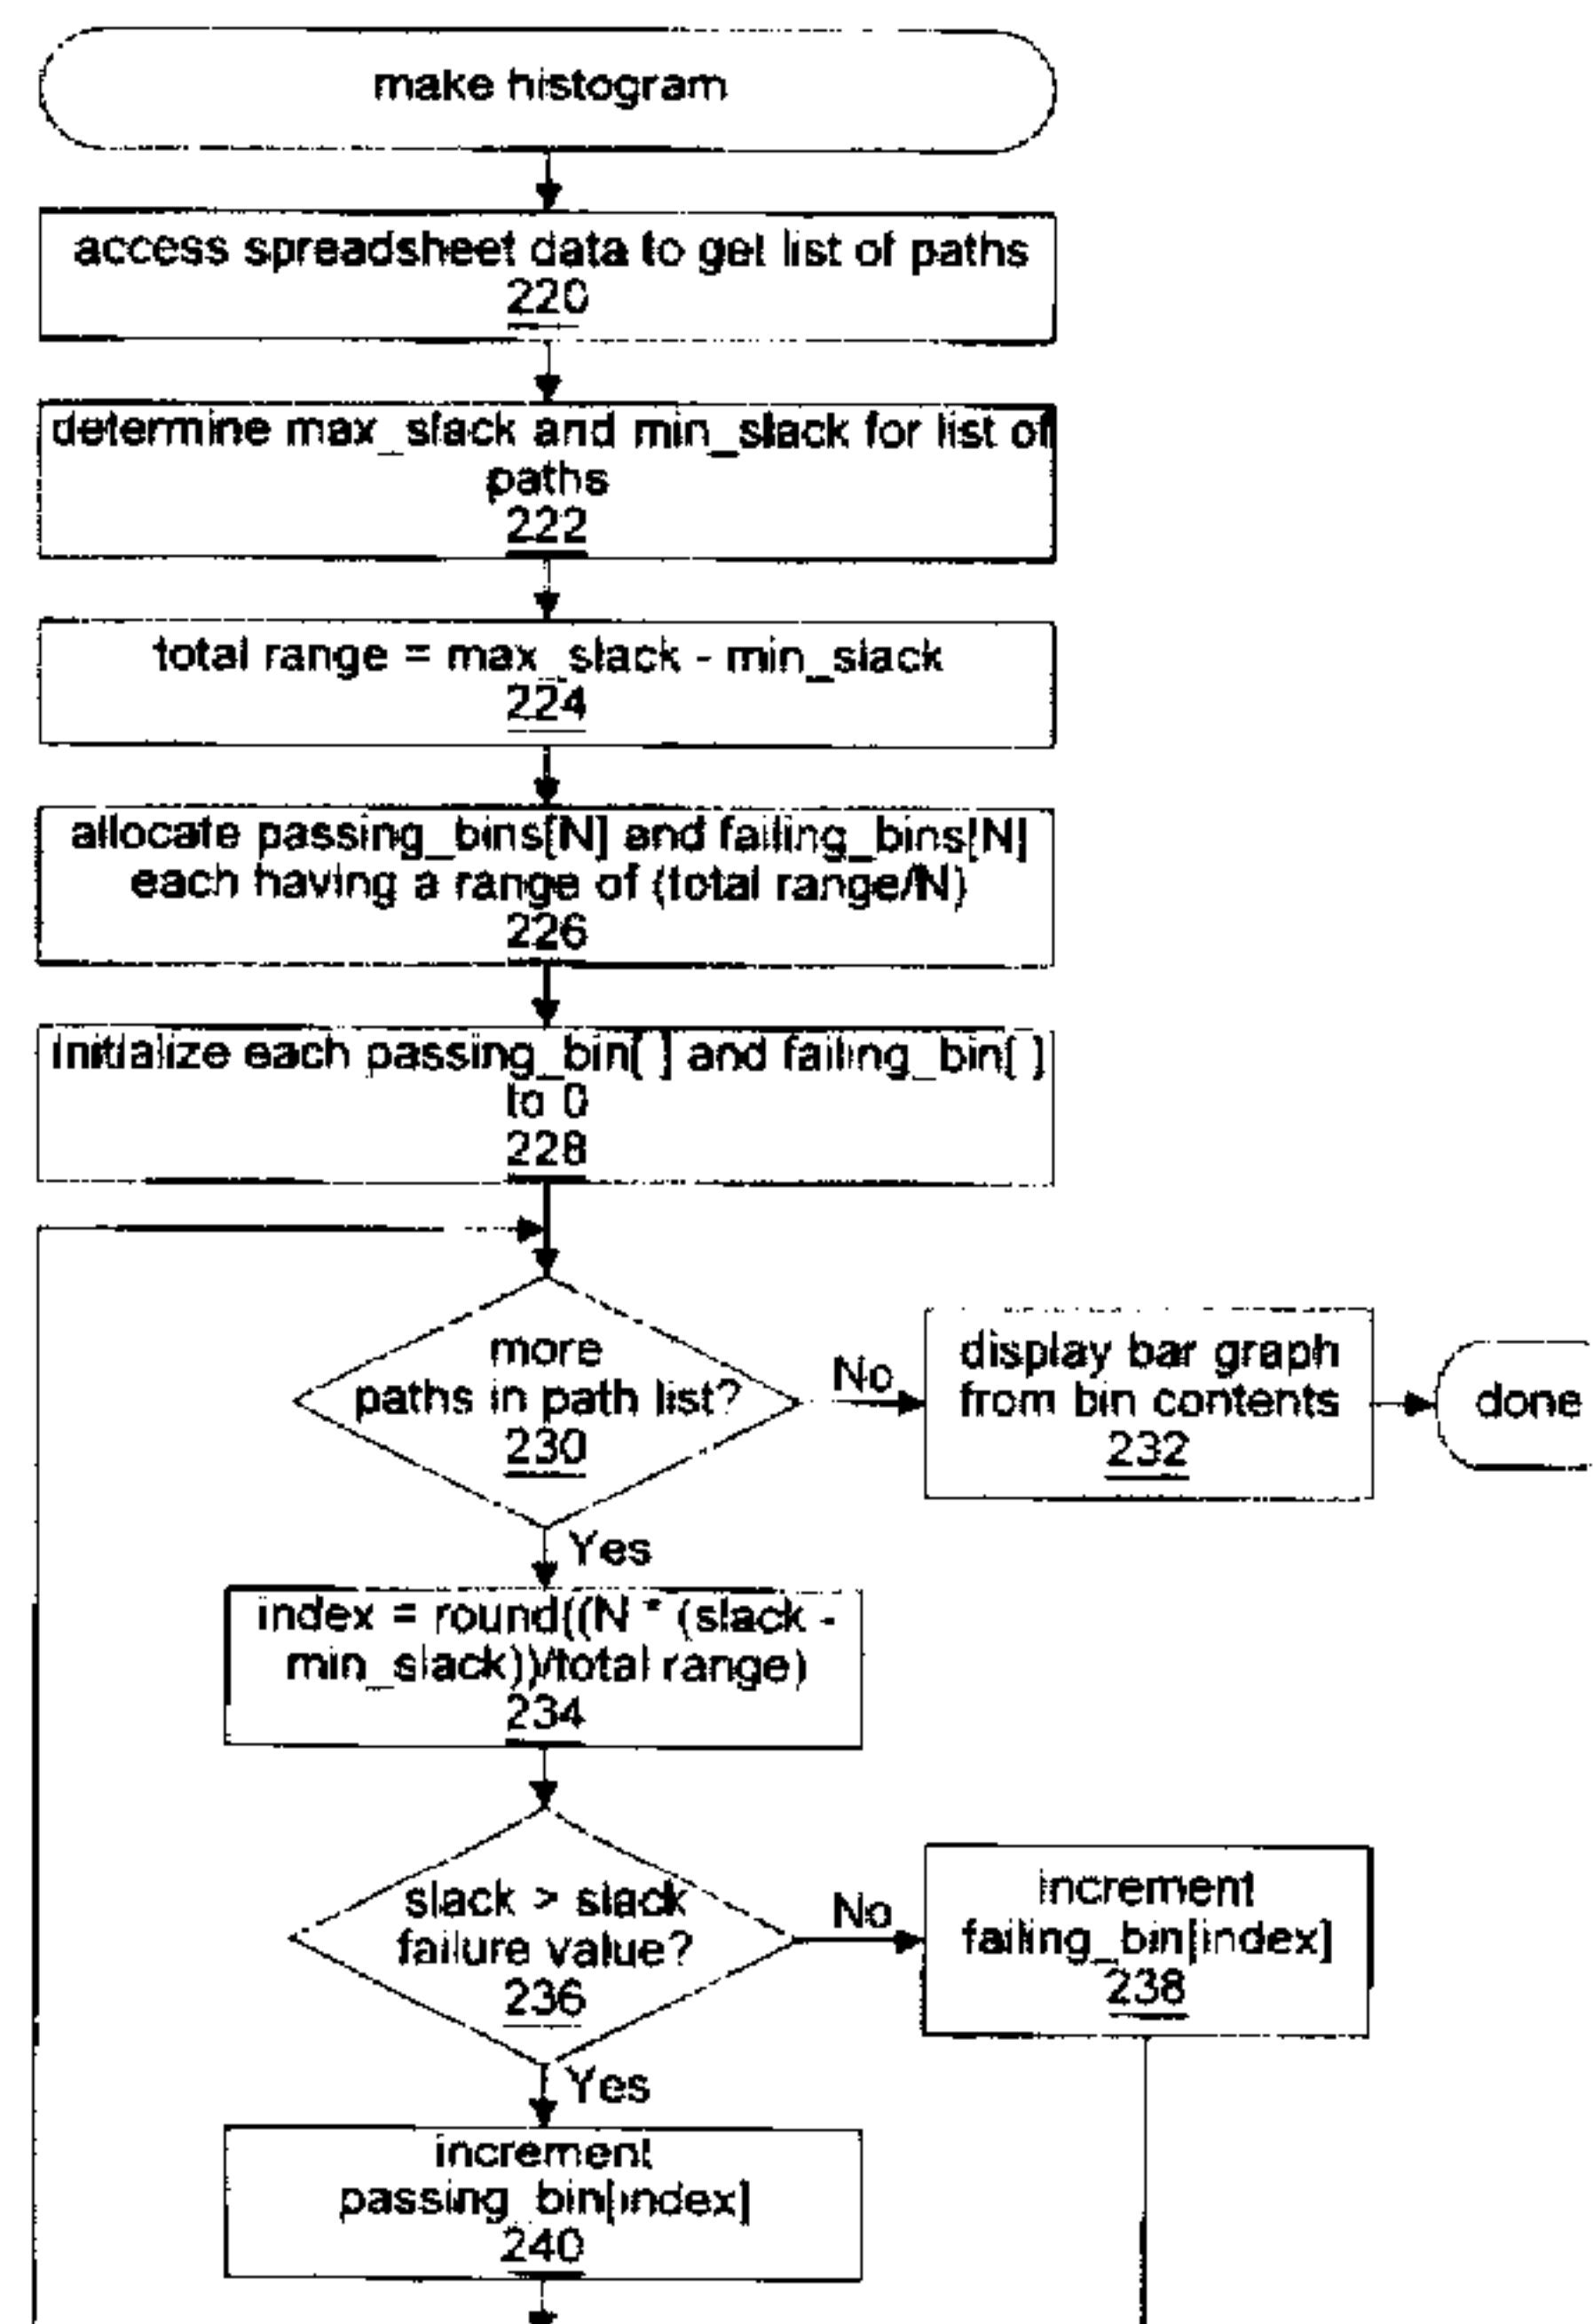 make histogram
access spreadsheet data to get list of paths
220
determine max_slack and min_slack for list of
paths
222
total range = max_slack - min_slack
224
allocate passing_bins[N] and failing_bins[N]
each having a range of (total range/N)
226
initialize each passing_bin[ ] and failing_bin[ ]
to 0
228
more
paths in path list?
230
No
display bar graph
from bin contents
232
done
Yes
index = round((N * (slack -
min_slack))/total range)
234
slack > slack
failure value?
236
No
increment
failing_bin[index]
238
Yes
increment
passing_bin[index]
240